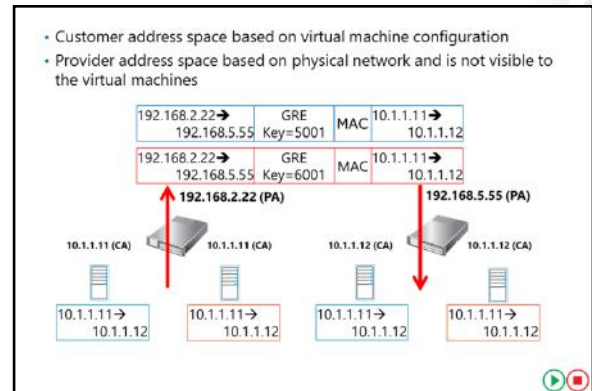 • Customer address space based on virtual machine configuration
• Provider address space based on physical network and is not visible to
the virtual machines
192.168.2.22➔ GRE MAC 10.1.1.11➔
192.168.5.55 Key=5001 10.1.1.12
192.168.2.22➔ GRE MAC 10.1.1.11➔
192.168.5.55 Key=6001 10.1.1.12
192.168.2.22 (PA) 192.168.5.55 (PA)
10.1.1.11 (CA) 10.1.1.11 (CA) 10.1.1.12 (CA) 10.1.1.12 (CA)
10.1.1.11→ 10.1.1.11→ 10.1.1.11→ 10.1.1.11→
10.1.1.12 10.1.1.12 10.1.1.12 10.1.1.12